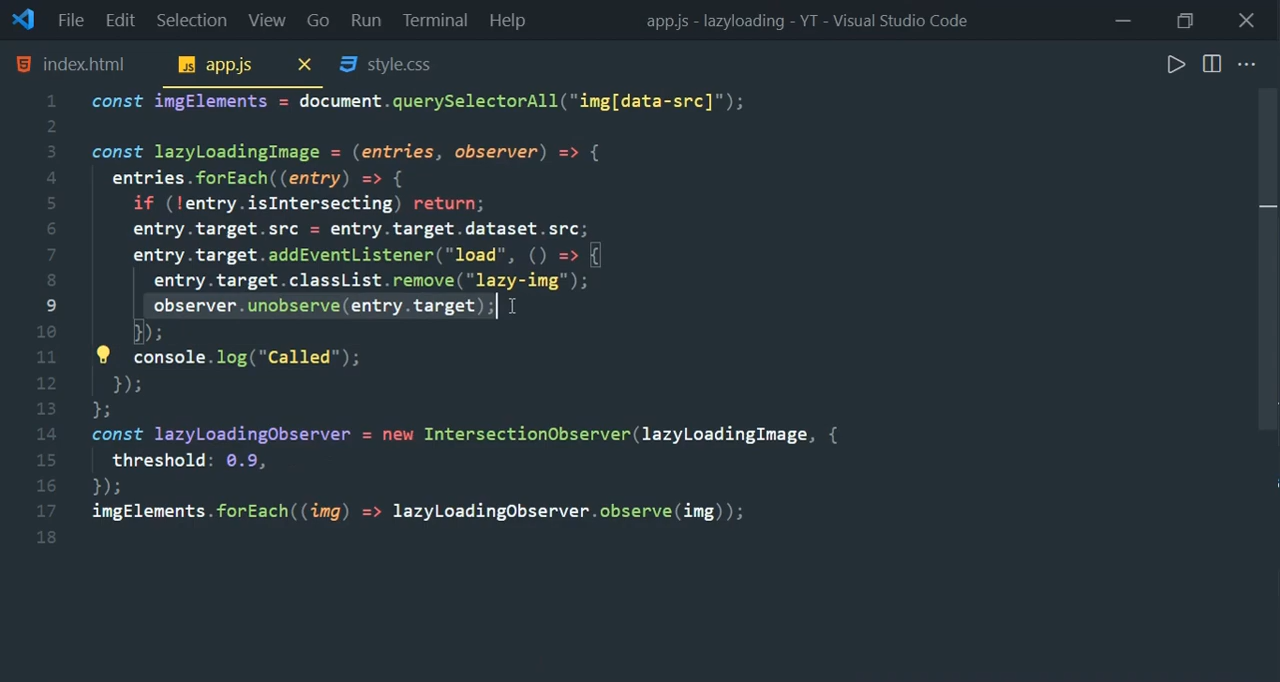 File Edit Selection View Go Run Terminal Help app.js - lazyloading - YT - Visual Studio Code
index.html app.js style.css
1 const imgElements = document.querySelectorAll("img[data-src]");
2
3 const lazyLoadingImage = (entries, observer) => {
4 entries.forEach((entry) => {
5 if (!entry.isIntersecting) return;
6 entry.target.src = entry.target.dataset.src;
7 entry.target.addEventListener("load", () => {
8 entry.target.classList.remove("lazy-img");
9 observer.unobserve(entry.target);
10 });
11 console.log("Called");
12 });
13 };
14 const lazyLoadingObserver = new IntersectionObserver(lazyLoadingImage, {
15 threshold: 0.9,
16 });
17 imgElements.forEach((img) => lazyLoadingObserver.observe(img));
18